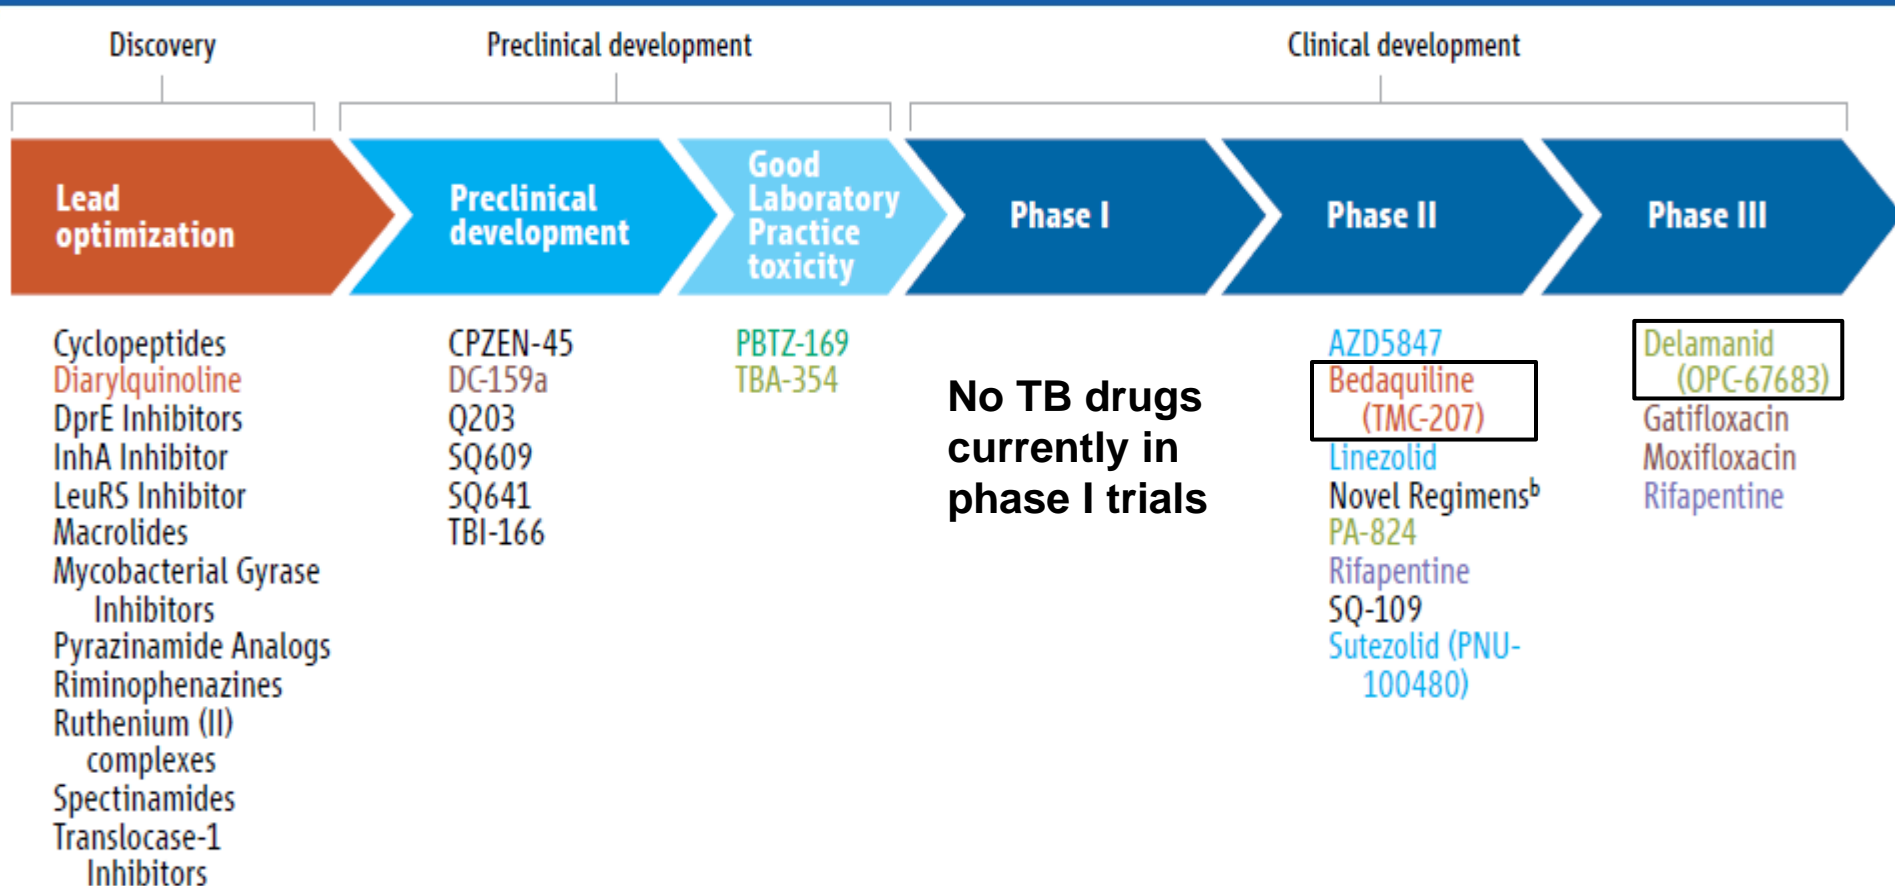 Discovery
Preclinical development
Clinical development
Lead
optimization
Preclinical
development
Good
Laboratory
Practice
toxicity
Phase I
Phase II
Phase III
Cyclopeptides
Diarylquinoline
DprE Inhibitors
InhA Inhibitor
LeuRS Inhibitor
Macrolides
Mycobacterial Gyrase
Inhibitors
Pyrazinamide Analogs
Riminophenazines
Ruthenium (II)
complexes
Spectinamides
Translocase-1
Inhibitors
CPZEN-45
DC-159a
Q203
SQ609
SQ641
TBI-166
PBTZ-169
TBA-354
No TB drugs
currently in
phase I trials
AZD5847
Bedaquiline
(TMC-207)
Linezolid
Novel Regimensᵇ
PA-824
Rifapentine
SQ-109
Sutezolid (PNU-
100480)
Delamanid
(OPC-67683)
Gatifloxacin
Moxifloxacin
Rifapentine